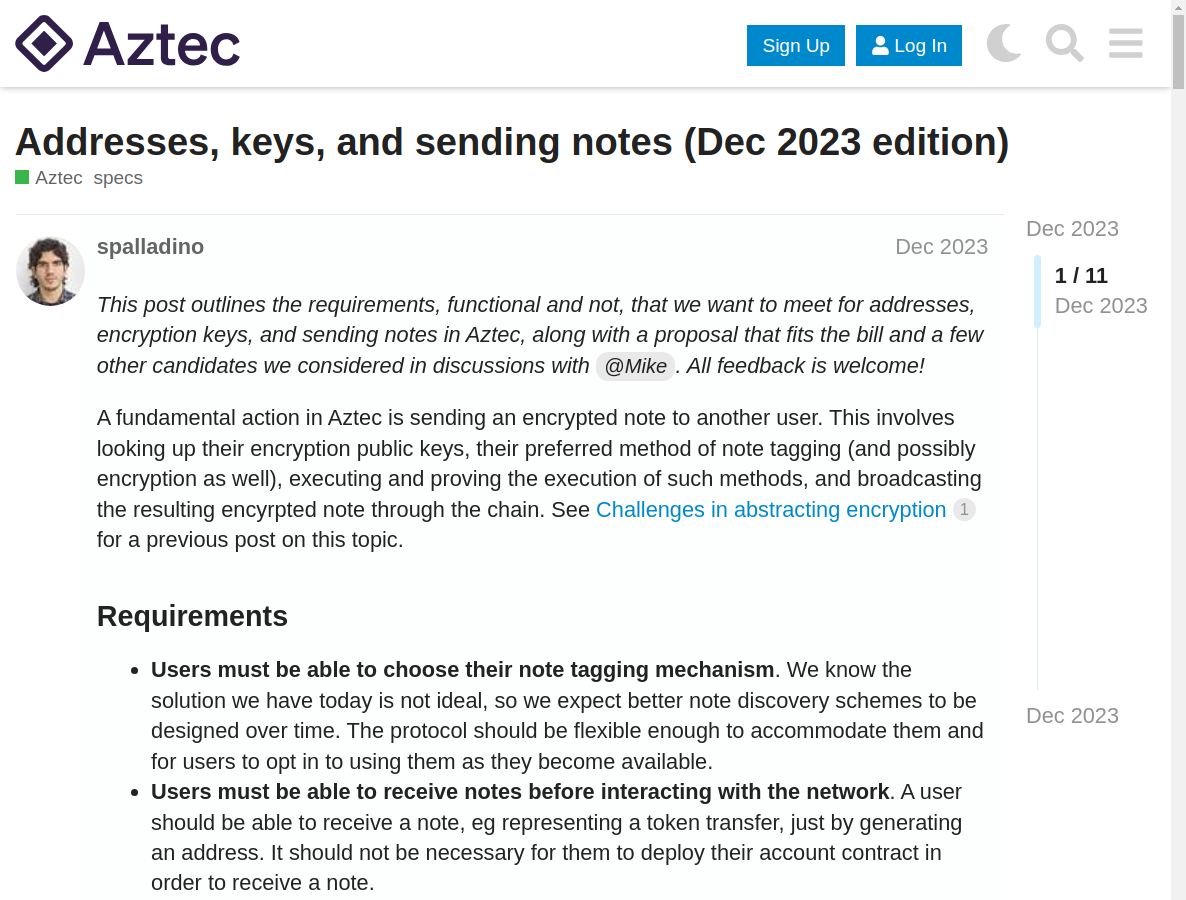 Aztec
Sign Up
Log In
Addresses, keys, and sending notes (Dec 2023 edition)
Aztec specs
spalladino
Dec 2023
Dec 2023
1 / 11
Dec 2023
This post outlines the requirements, functional and not, that we want to meet for addresses,
encryption keys, and sending notes in Aztec, along with a proposal that fits the bill and a few
other candidates we considered in discussions with @Mike. All feedback is welcome!
A fundamental action in Aztec is sending an encrypted note to another user. This involves
looking up their encryption public keys, their preferred method of note tagging (and possibly
encryption as well), executing and proving the execution of such methods, and broadcasting
the resulting encyrpted note through the chain. See Challenges in abstracting encryption 1
for a previous post on this topic.
Requirements
• Users must be able to choose their note tagging mechanism. We know the
solution we have today is not ideal, so we expect better note discovery schemes to be
designed over time. The protocol should be flexible enough to accommodate them and
for users to opt in to using them as they become available.
• Users must be able to receive notes before interacting with the network. A user
should be able to receive a note, eg representing a token transfer, just by generating
an address. It should not be necessary for them to deploy their account contract in
order to receive a note.
Dec 2023